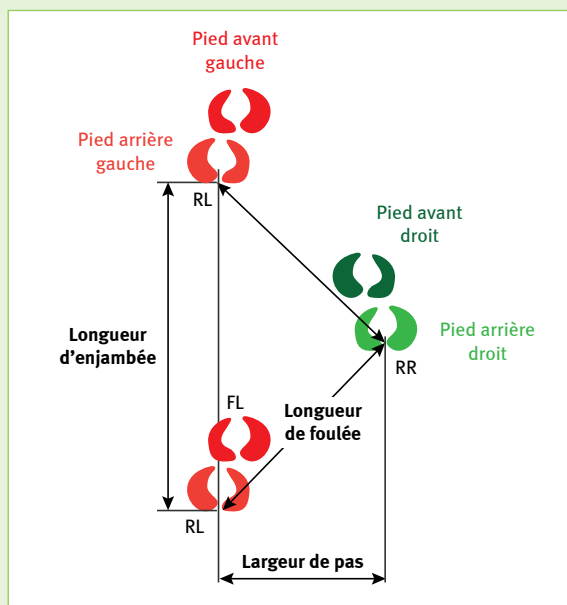 Pied avant
gauche
Pied arrière
gauche
RL
Pied avant
droit
Pied arrière
droit
RR
Longueur
d’enjambée
FL
Longueur
de foulée
RL
Largeur de pas